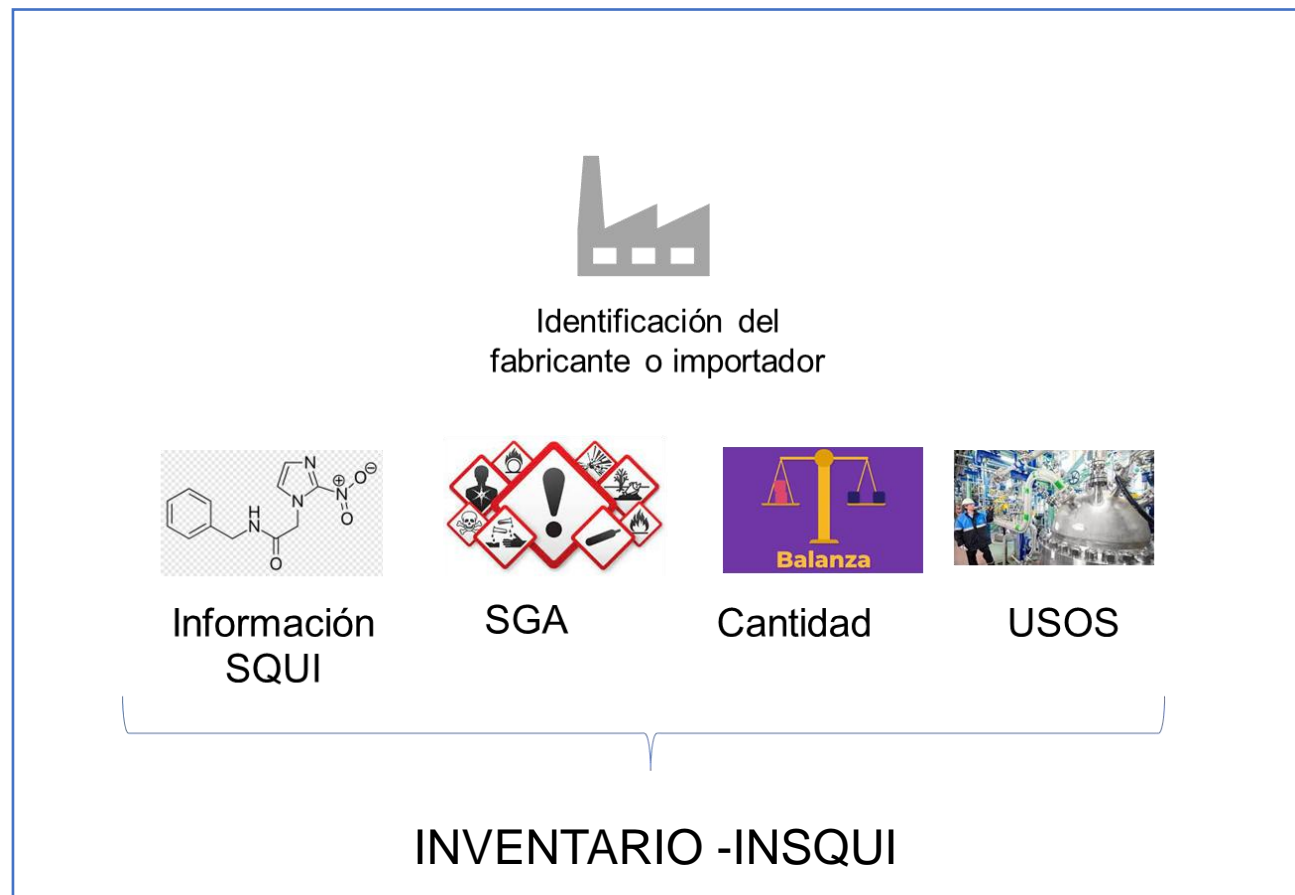 Identificación del
fabricante o importador
N
N
N
H
N
O
O
O
⊕
⊖
Balanza
Información
SQUI
SGA
Cantidad
USOS
INVENTARIO -INSQUI